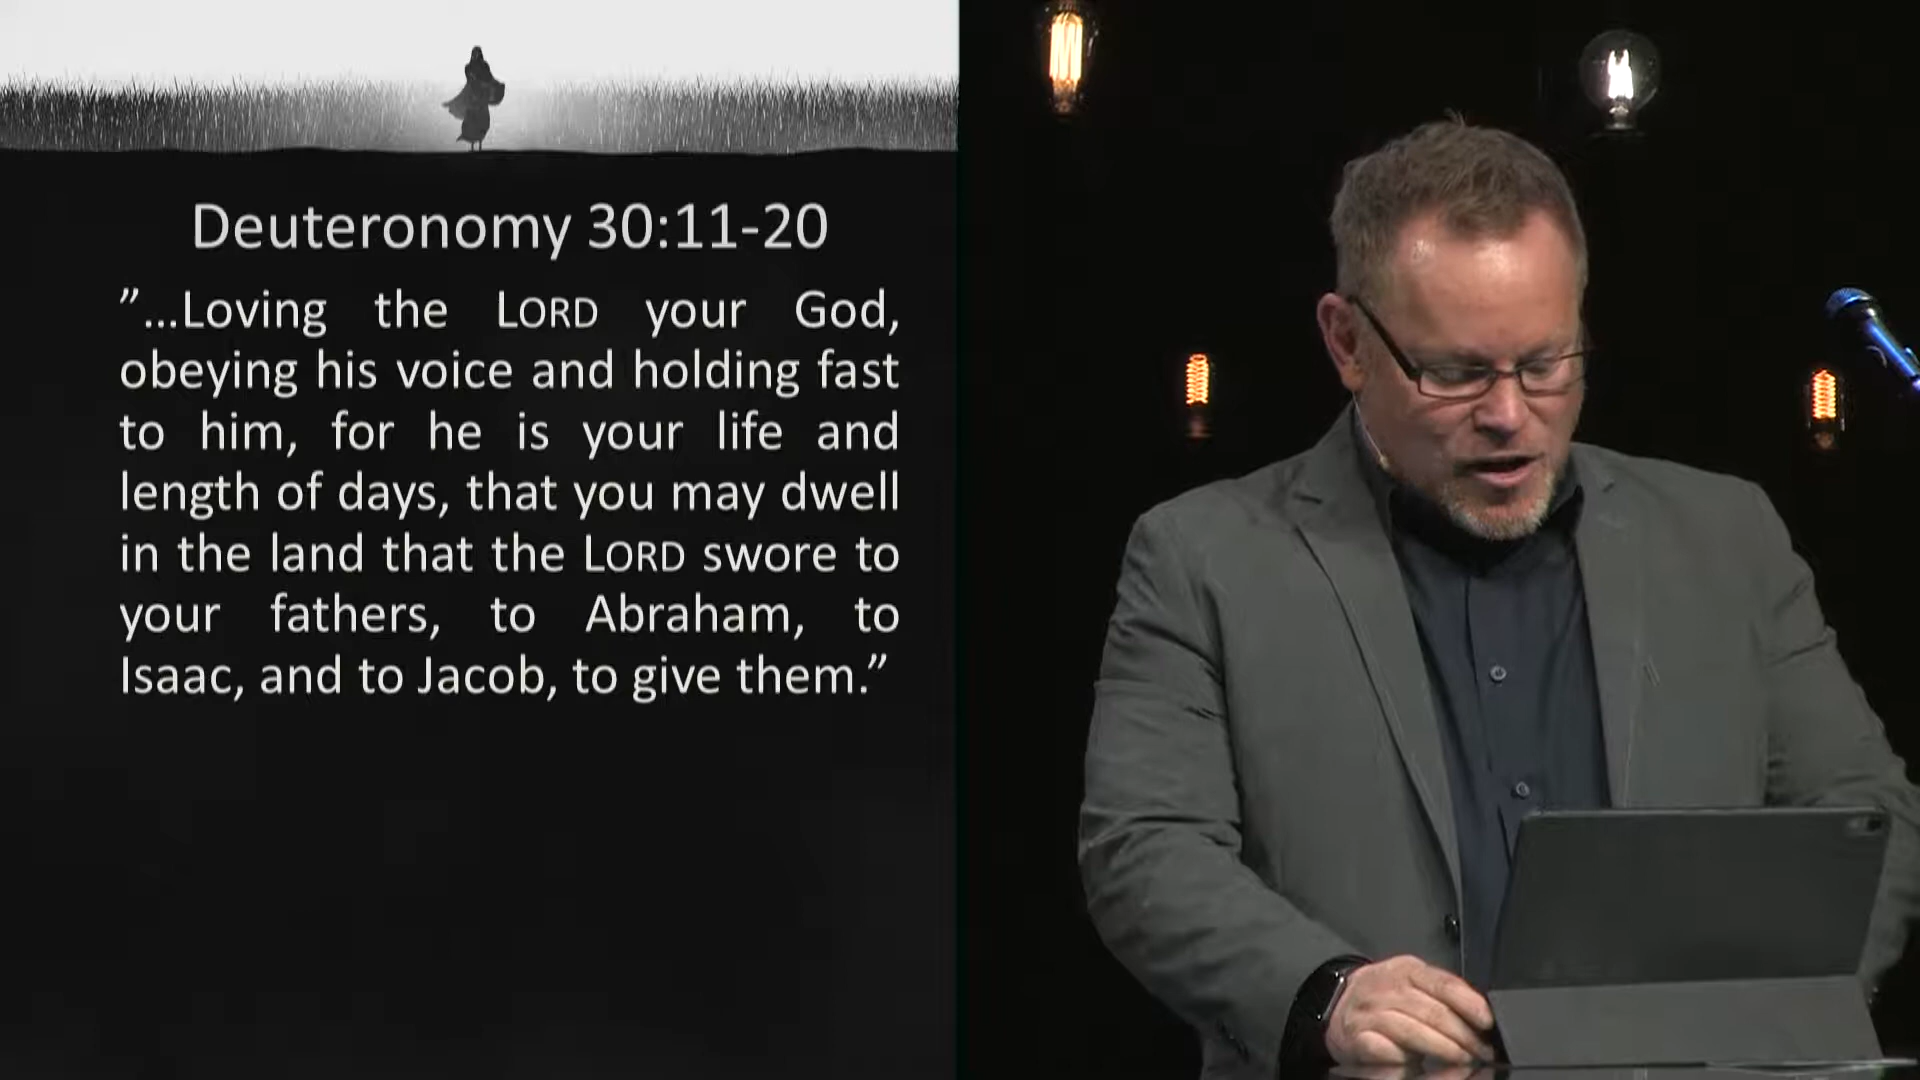 Deuteronomy 30:11-20
”...Loving the LORD your God,
obeying his voice and holding fast
to him, for he is your life and
length of days, that you may dwell
in the land that the LORD swore to
your fathers, to Abraham, to
Isaac, and to Jacob, to give them.”